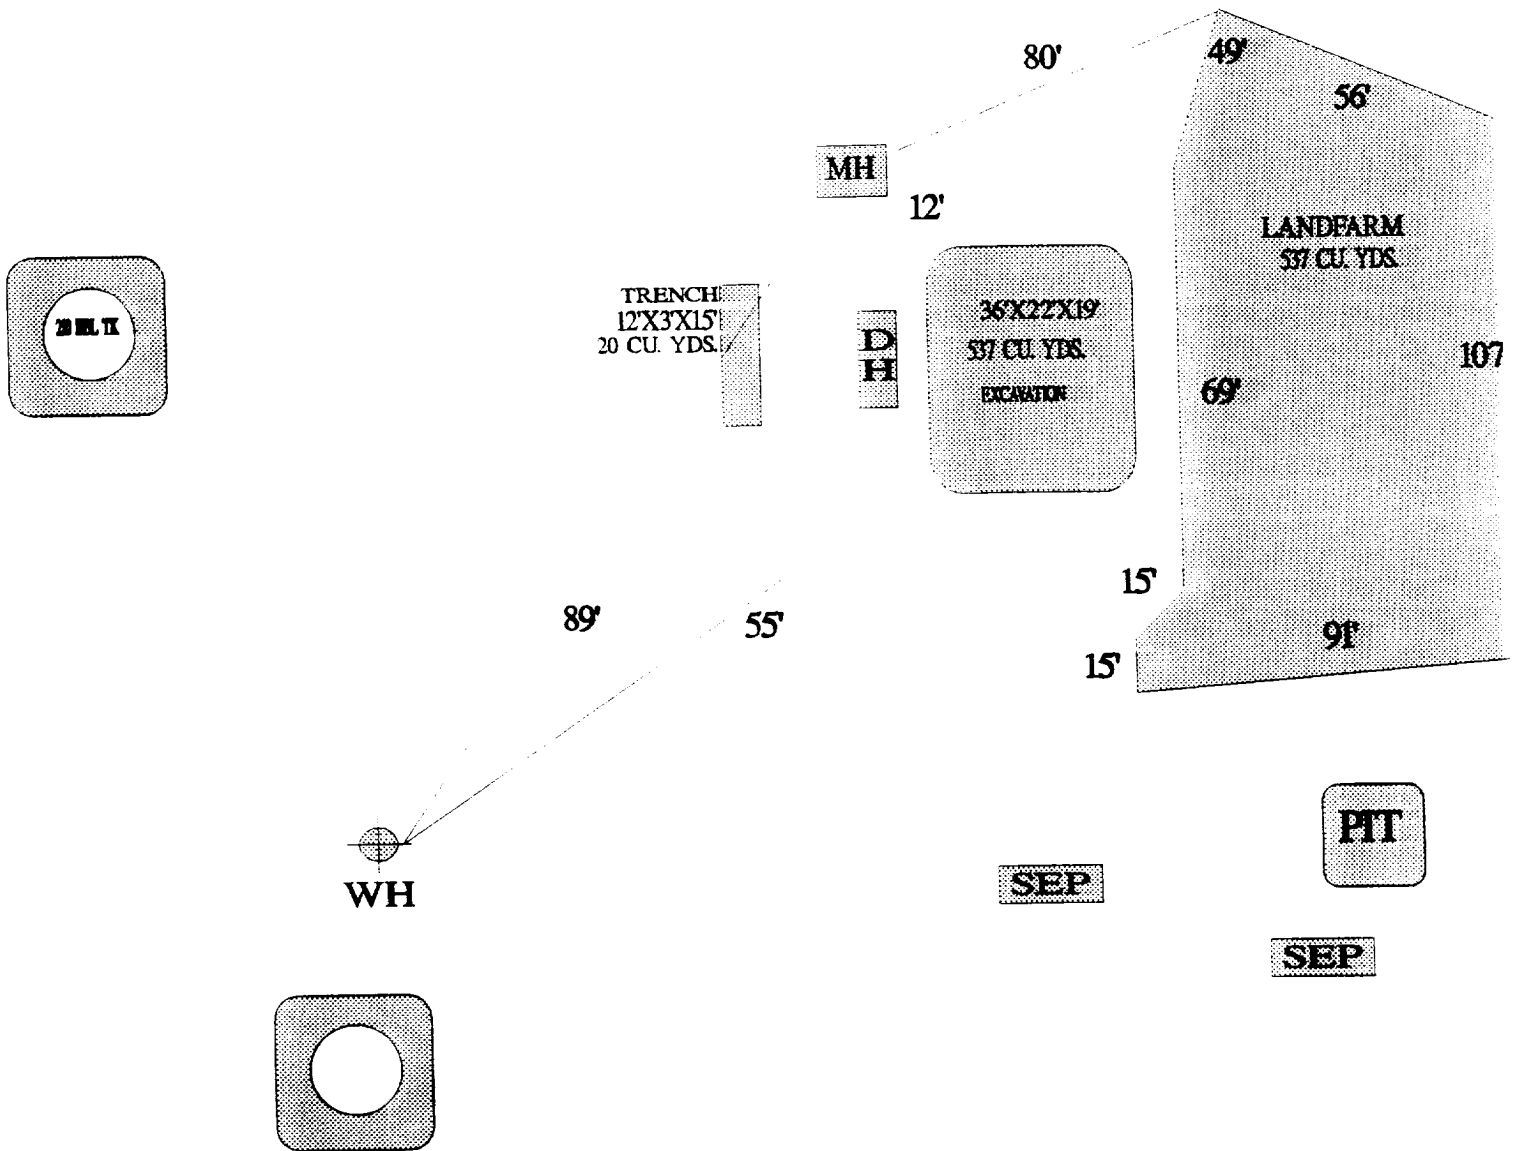 80'
49'
56'
MH
12'
LANDFARM
537 CU. YDS.
TRENCH
12'X3'X15'
20 CU. YDS.
D
H
36'X22'X19'
537 CU. YDS.
EXCAVATION
TK
107
69'
15'
89'
55'
91'
15'
PIT
WH
SEP
SEP